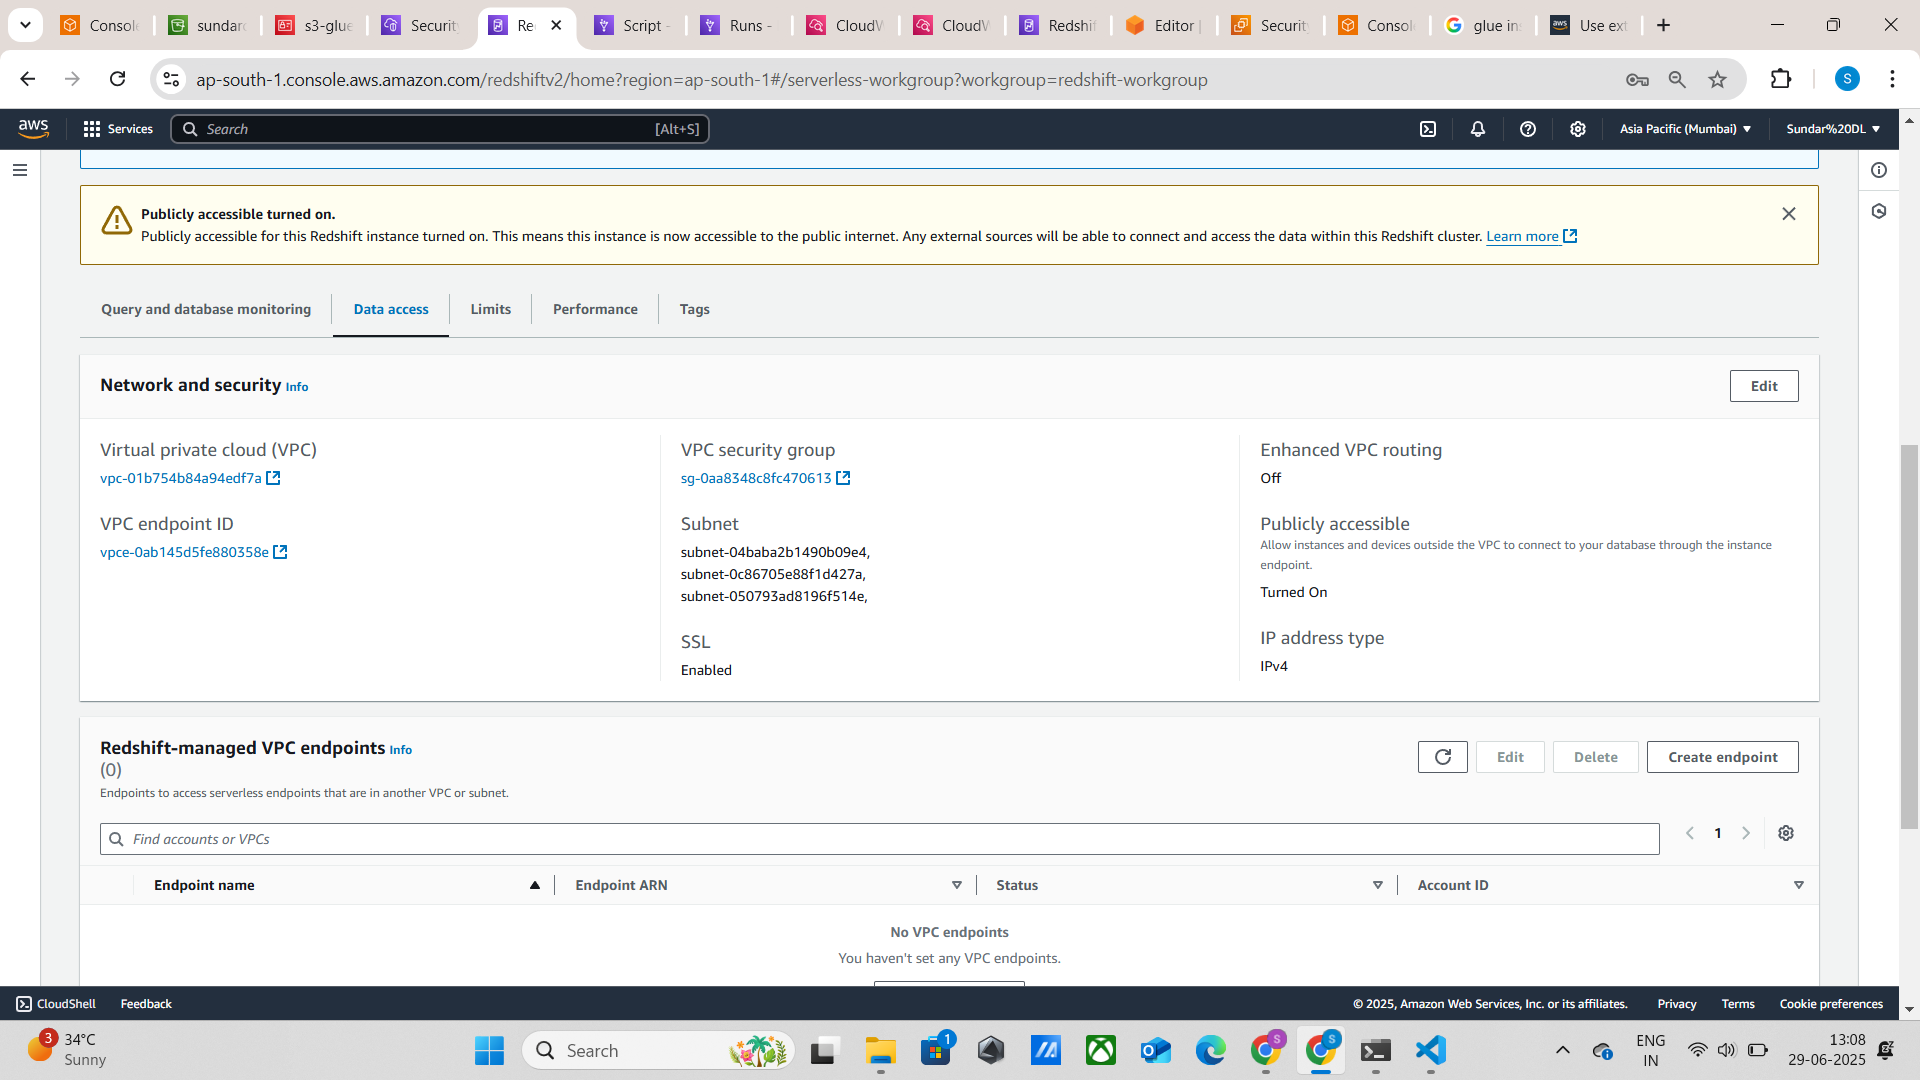 Console
sundar
s3-glue
Security
Re
Script -
Runs -
CloudW
CloudW
Redshif
Editor |
Security
Consol
glue in
aws
Use ext
ap-south-1.console.aws.amazon.com/redshiftv2/home?region=ap-south-1#/serverless-workgroup?workgroup=redshift-workgroup
S
aws
Services
Search
[Alt+S]
Asia Pacific (Mumbai)
Sundar%20DL
Publicly accessible turned on.
Publicly accessible for this Redshift instance turned on. This means this instance is now accessible to the public internet. Any external sources will be able to connect and access the data within this Redshift cluster. Learn more
Query and database monitoring
Data access
Limits
Performance
Tags
Network and security Info
Edit
Virtual private cloud (VPC)
vpc-01b754b84a94edf7a
VPC endpoint ID
vpce-0ab145d5fe880358e
VPC security group
sg-0aa8348c8fc470613
Subnet
subnet-04baba2b1490b09e4,
subnet-0c86705e88f1d427a,
subnet-050793ad8196f514e,
SSL
Enabled
Enhanced VPC routing
Off
Publicly accessible
Allow instances and devices outside the VPC to connect to your database through the instance
endpoint.
Turned On
IP address type
IPv4
Redshift-managed VPC endpoints Info
(0)
Endpoints to access serverless endpoints that are in another VPC or subnet.
Edit
Delete
Create endpoint
Find accounts or VPCs
1
Endpoint name
Endpoint ARN
Status
Account ID
No VPC endpoints
You haven't set any VPC endpoints.
CloudShell
Feedback
© 2025, Amazon Web Services, Inc. or its affiliates.
Privacy
Terms
Cookie preferences
3
34°C
Sunny
Search
1
S
S
ENG
IN
13:08
29-06-2025